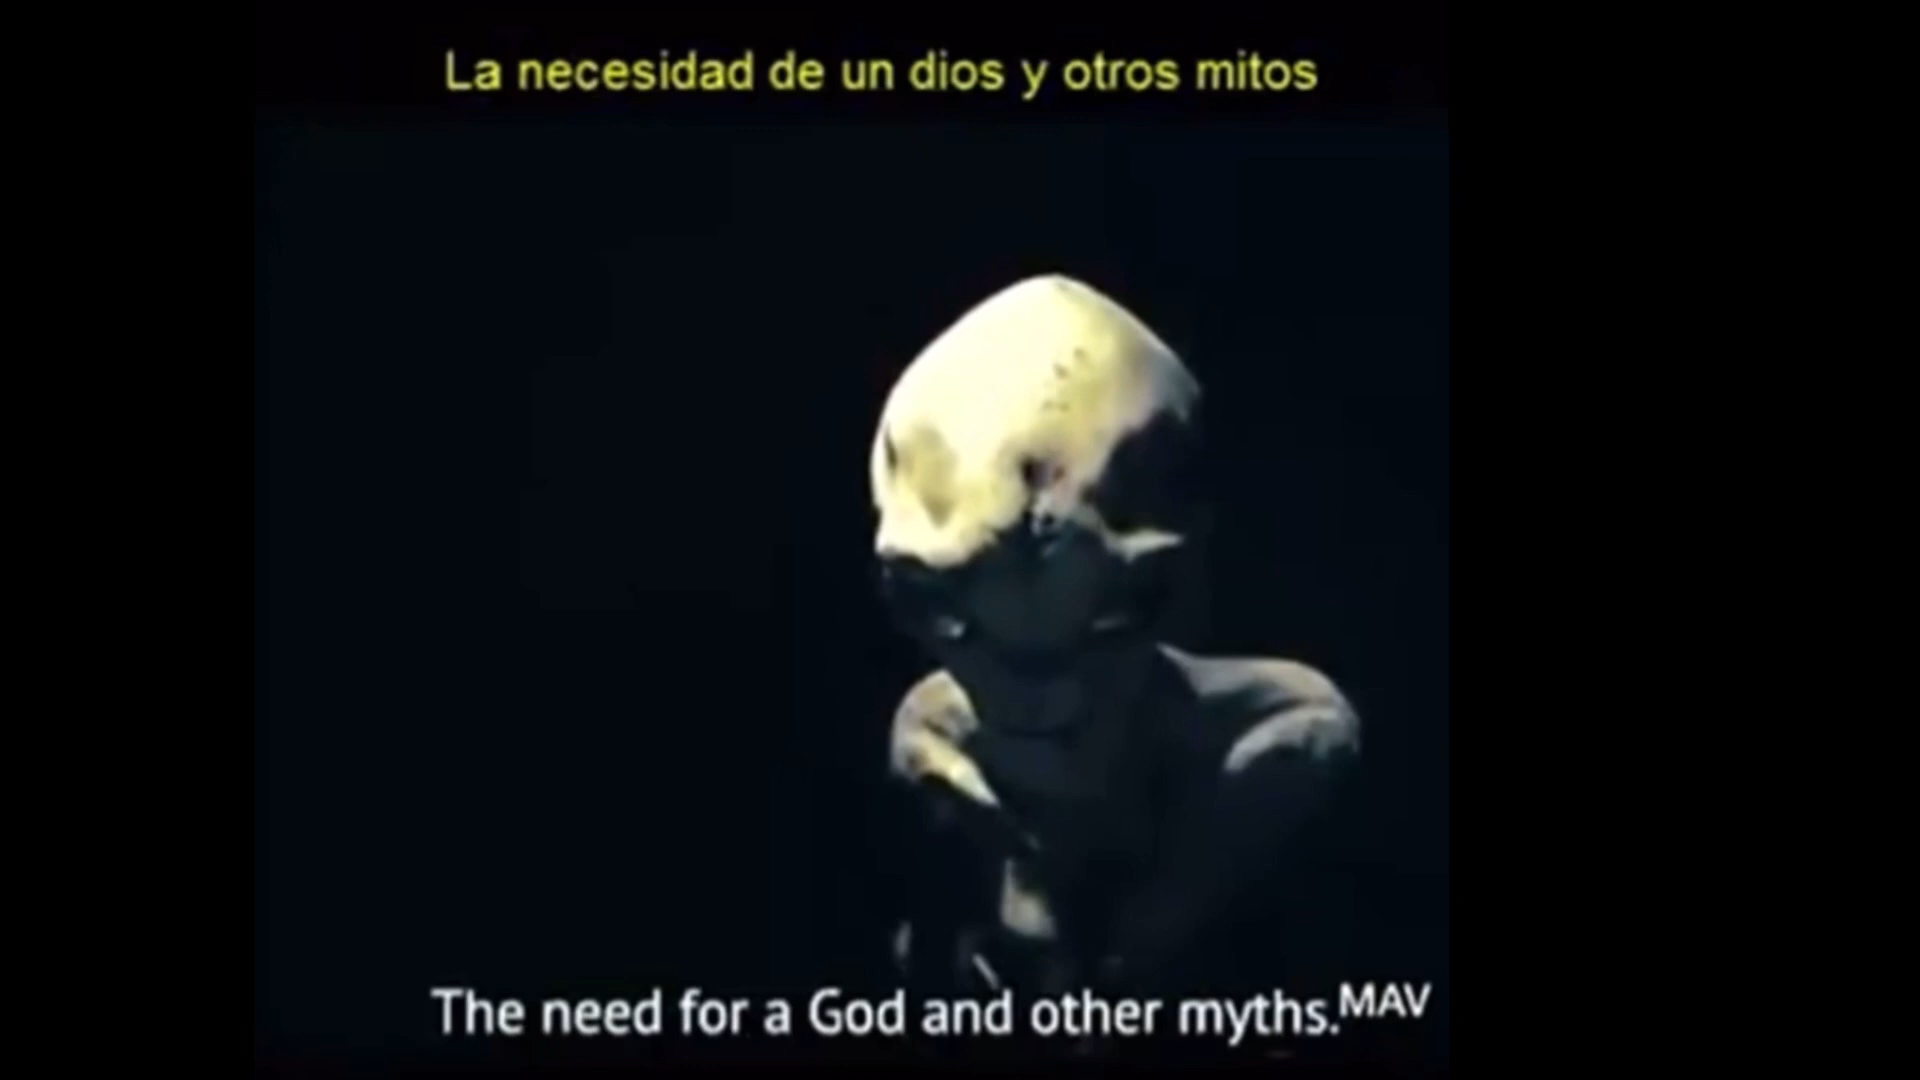 La necesidad de un dios y otros mitos
The need for a God and other myths.MAV